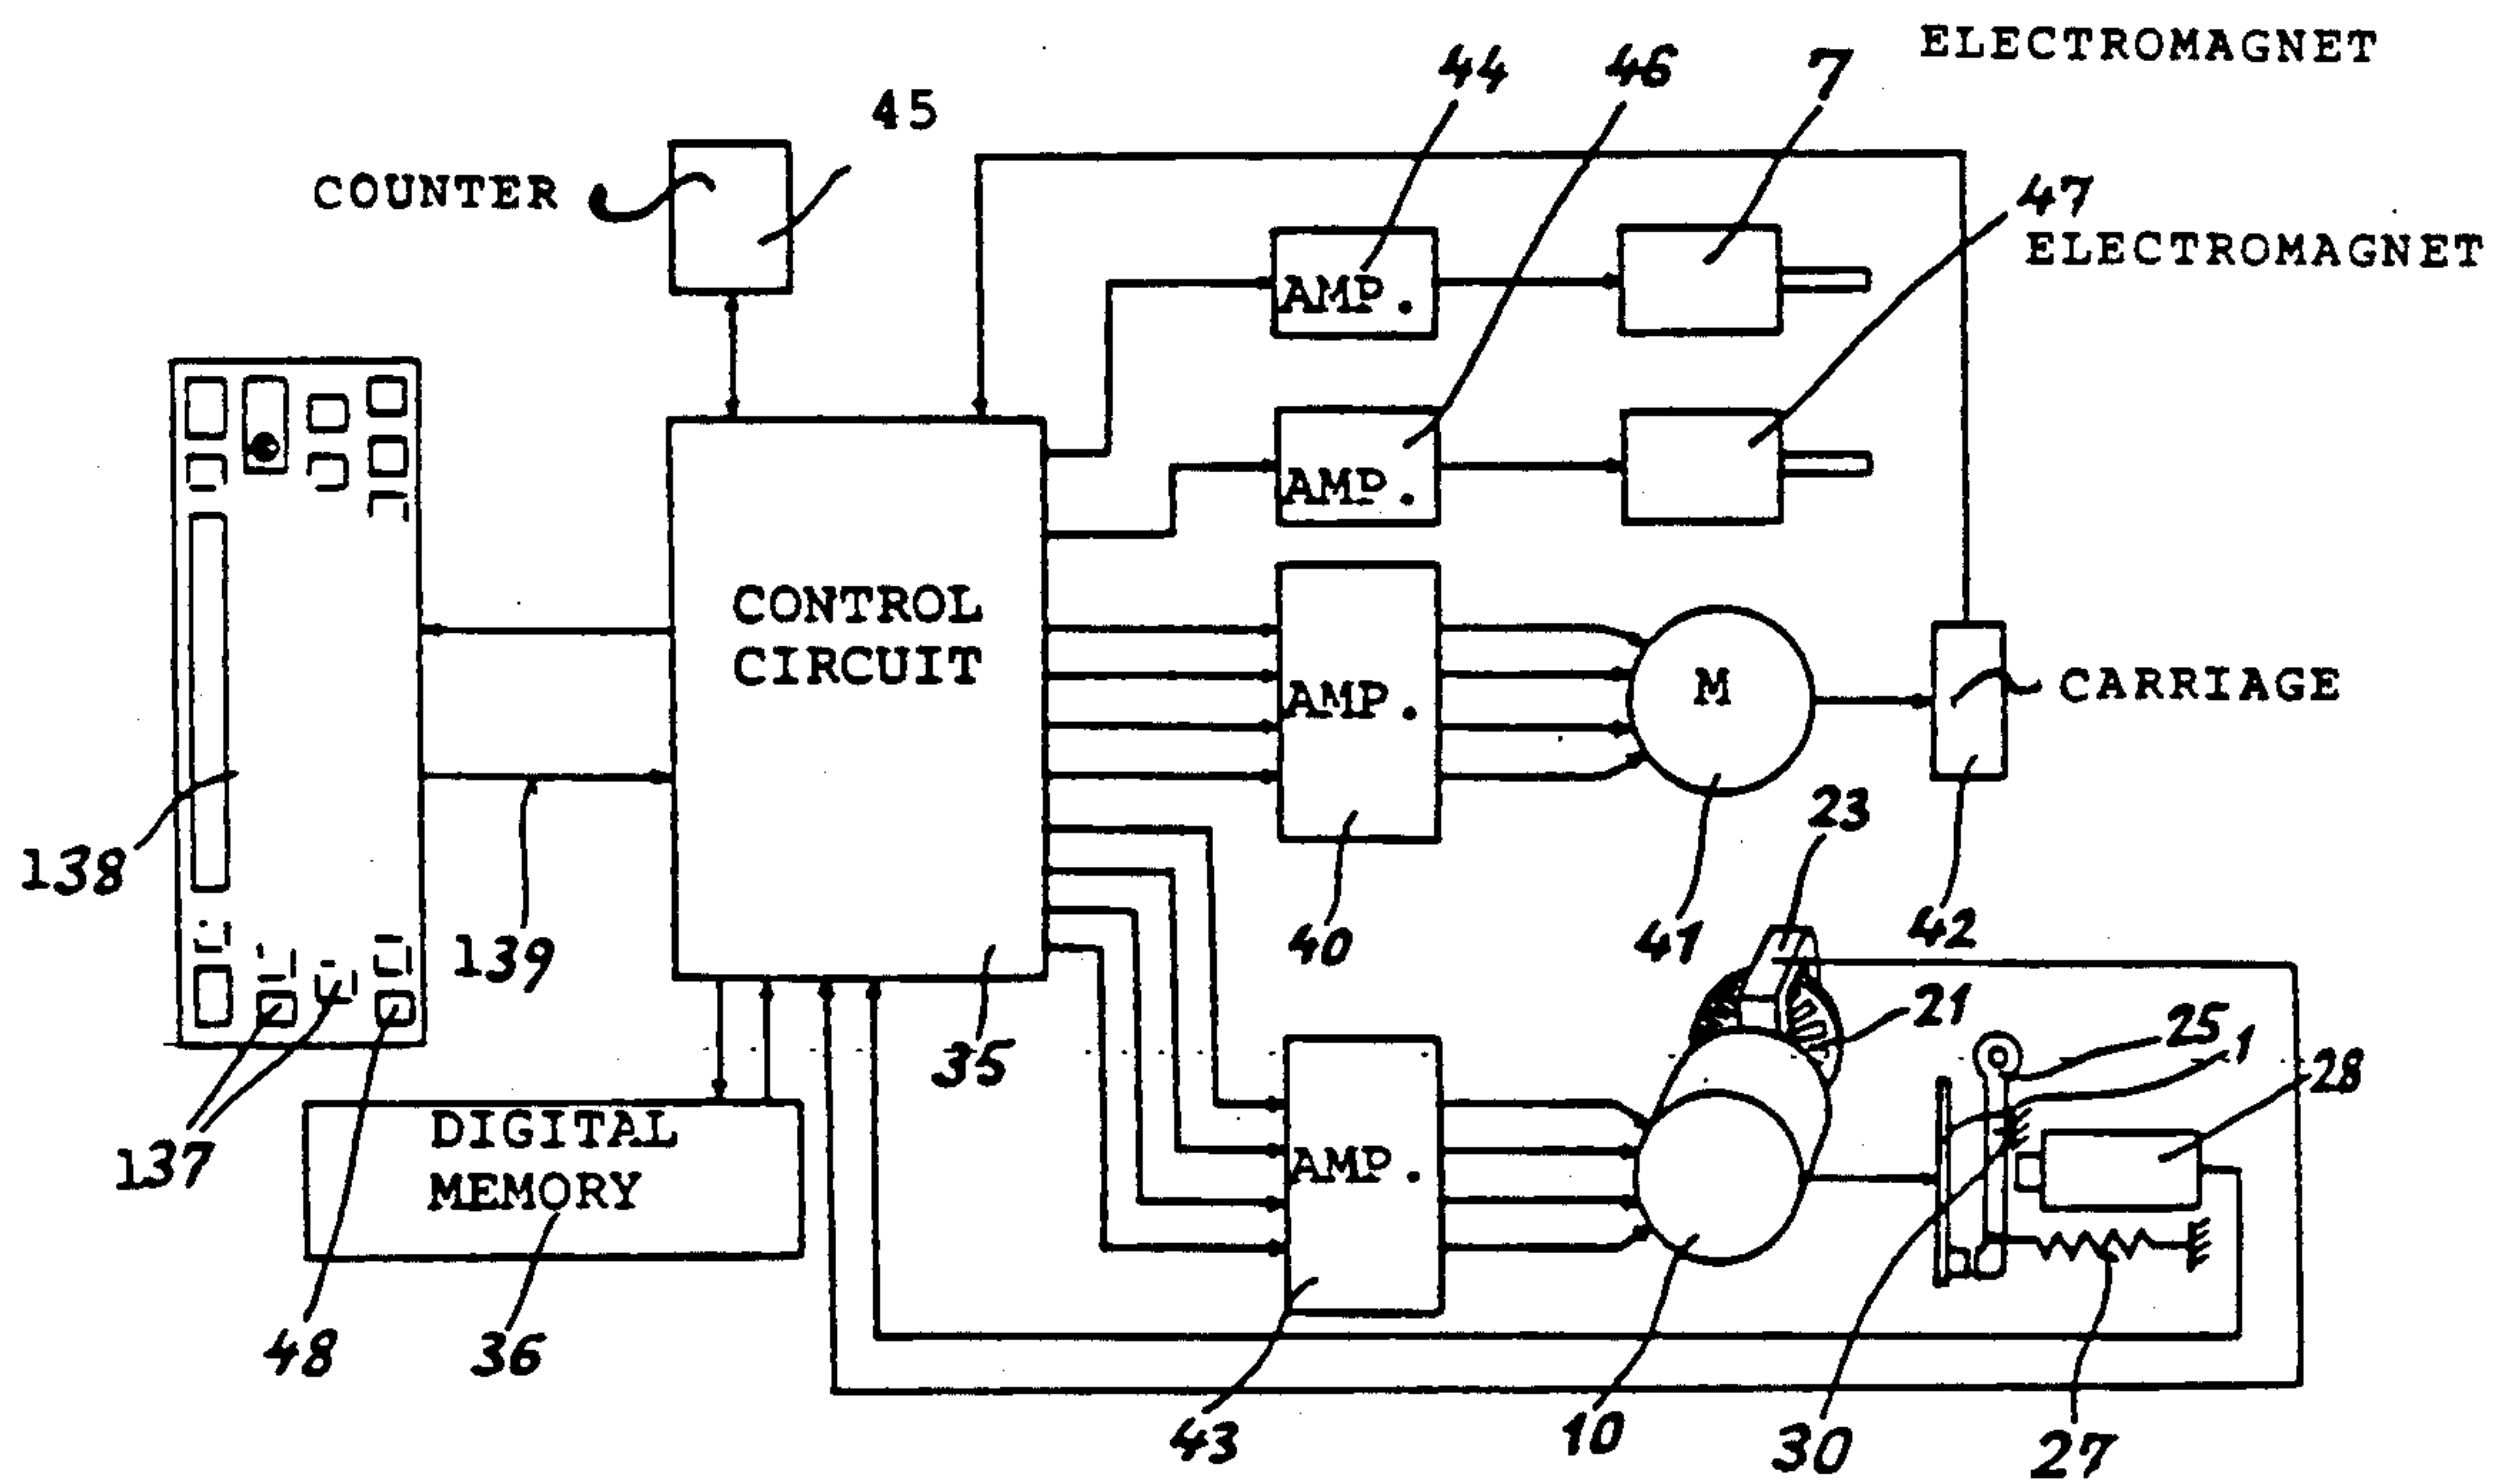 ELECTROMAGNET
44
46
7
45
COUNTER
47
ELECTROMAGNET
AMP.
AMP.
CONTROL
CIRCUIT
AMP.
M
CARRIAGE
138
139
23
40
41
42
21
35
25
1
28
137
DIGITAL
MEMORY
AMP.
48
36
43
10
30
27